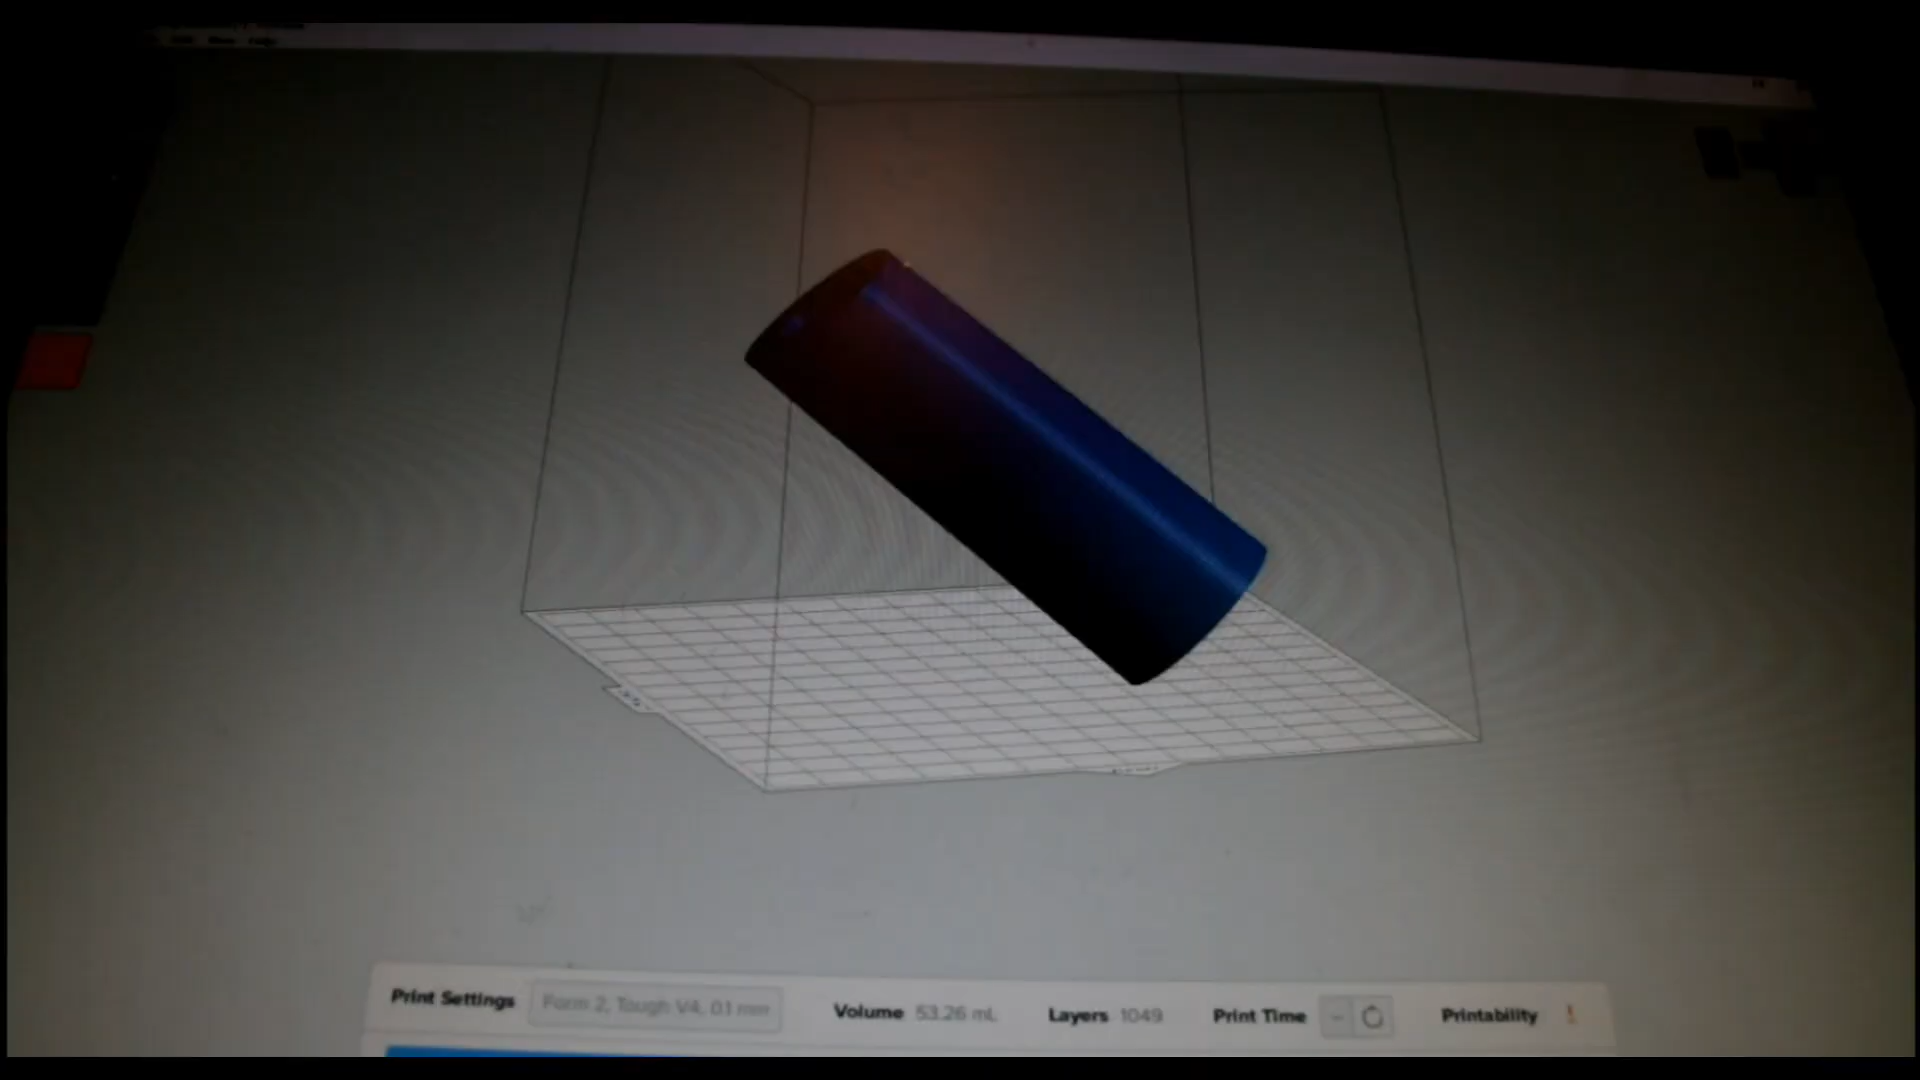 Print Settings Form 2, Tough V4, 0.1 mm Volume 53.26 mL Layers 1049 Print Time - Printability !